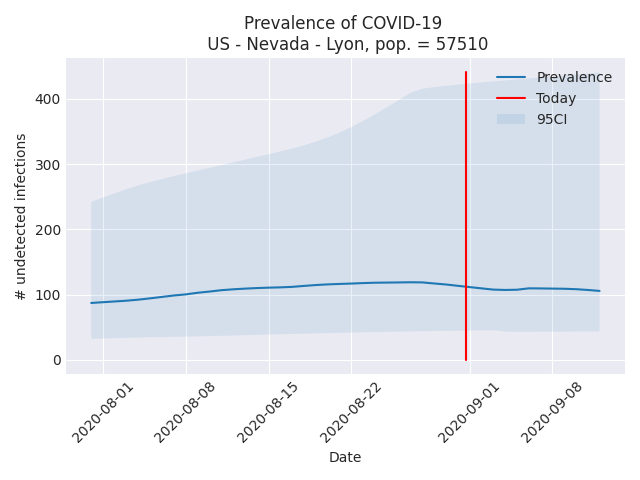 Prevalence of COVID-19
US - Nevada - Lyon, pop. = 57510
Prevalence
Today
95CI
# undetected infections
400
300
200
100
0
2020-08-01
2020-08-08
2020-08-15
2020-08-22
2020-09-01
2020-09-08
Date